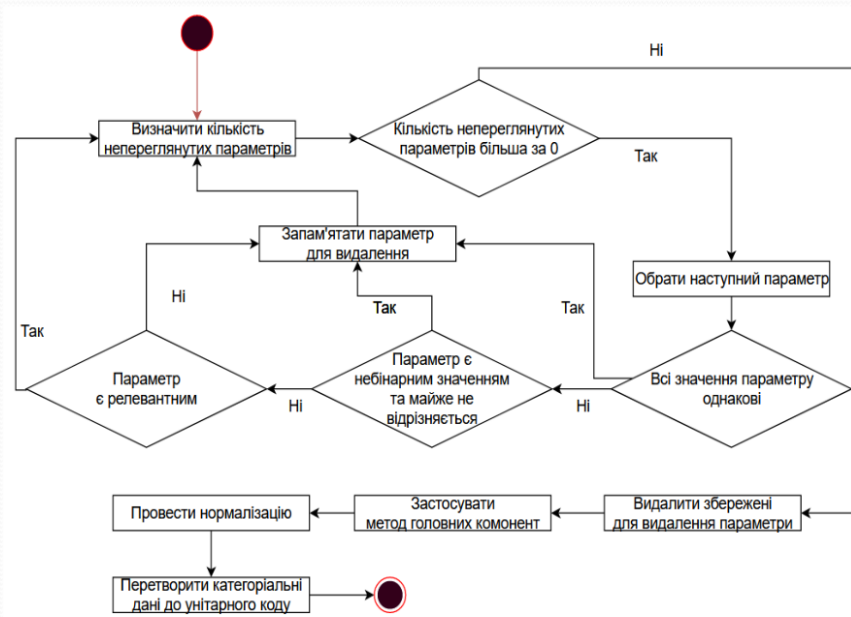 Ні
Визначити кількість
непереглянутих параметрів
Кількість непереглянутих
параметрів більша за 0
Так
Запам'ятати параметр
для видалення
Обрати наступний параметр
Ні
Так
Так
Так
Параметр
є релевантним
Ні
Параметр є
небінарним значенням
та майже не
відрізняється
Ні
Всі значення параметру
однакові
Провести нормалізацію
Застосувати
метод головних комонент
Видалити збережені
для видалення параметри
Перетворити категоріальні
дані до унітарного коду